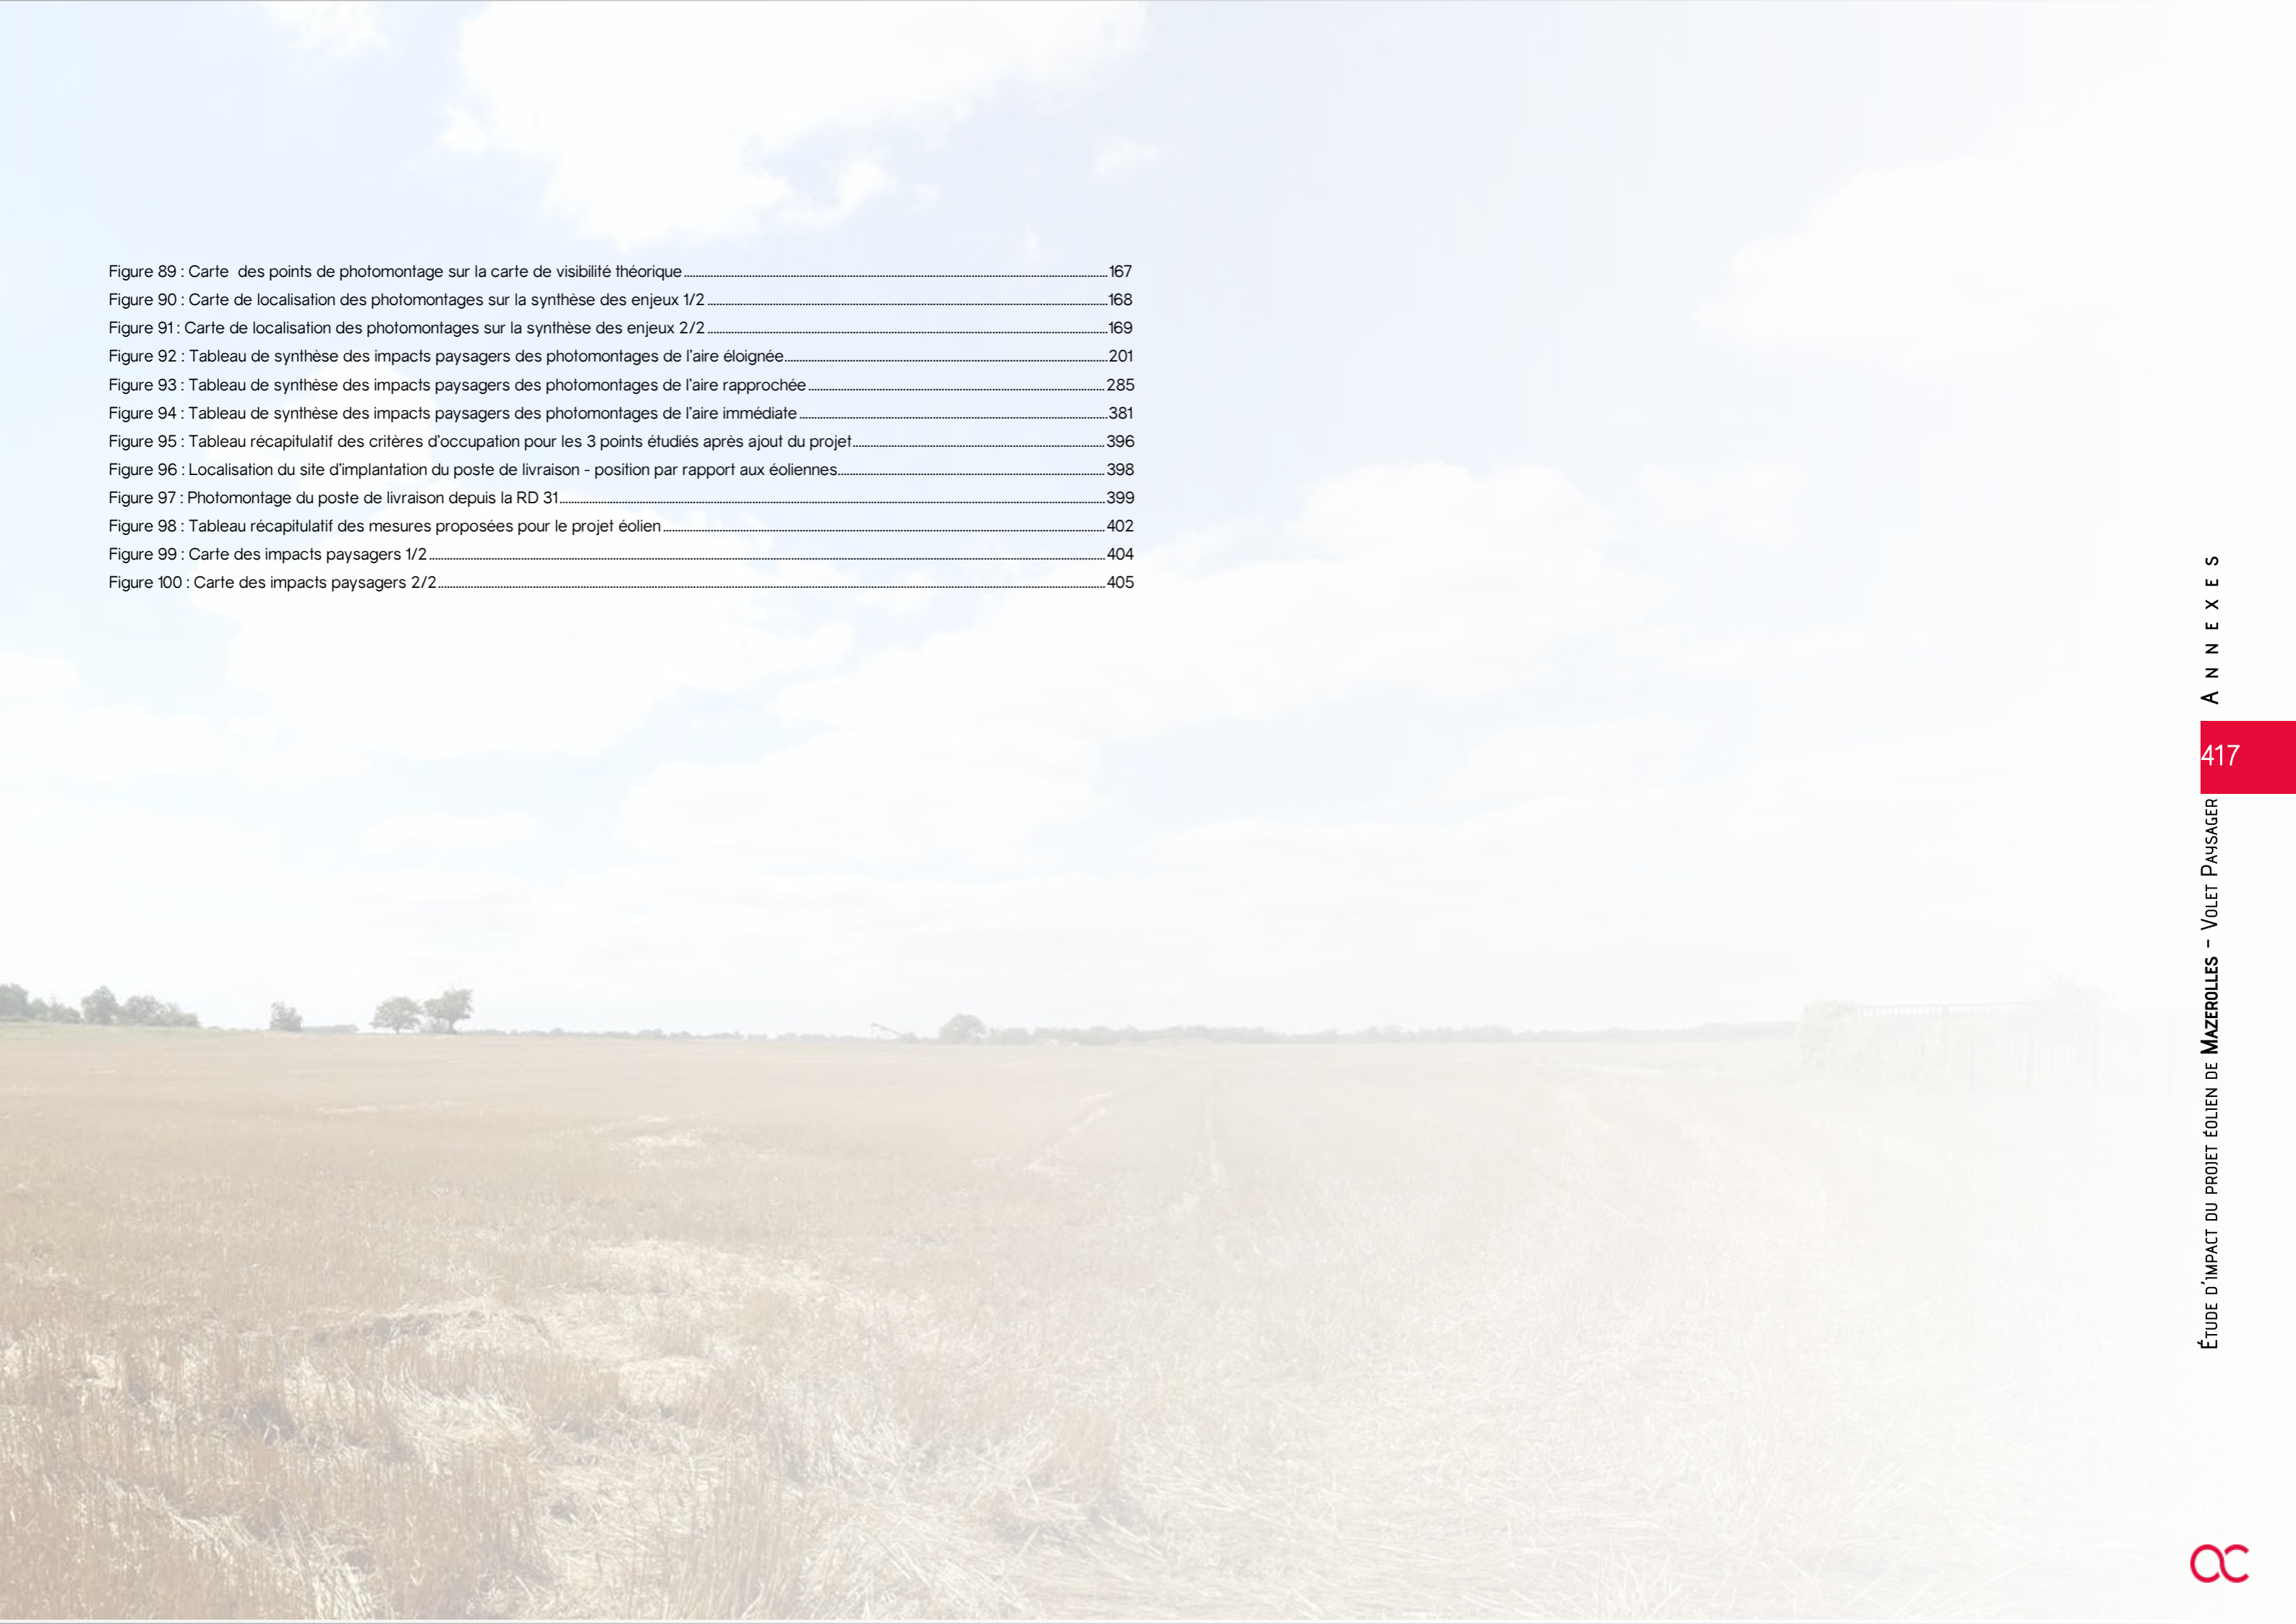 Figure 89 : Carte  des points de photomontage sur la carte de visibilité théorique 167
Figure 90 : Carte de localisation des photomontages sur la synthèse des enjeux 1/2 168
Figure 91 : Carte de localisation des photomontages sur la synthèse des enjeux 2/2 169
Figure 92 : Tableau de synthèse des impacts paysagers des photomontages de l'aire éloignée 201
Figure 93 : Tableau de synthèse des impacts paysagers des photomontages de l'aire rapprochée 285
Figure 94 : Tableau de synthèse des impacts paysagers des photomontages de l'aire immédiate 381
Figure 95 : Tableau récapitulatif des critères d'occupation pour les 3 points étudiés après ajout du projet 396
Figure 96 : Localisation du site d'implantation du poste de livraison - position par rapport aux éoliennes 398
Figure 97 : Photomontage du poste de livraison depuis la RD 31 399
Figure 98 : Tableau récapitulatif des mesures proposées pour le projet éolien 402
Figure 99 : Carte des impacts paysagers 1/2 404
Figure 100 : Carte des impacts paysagers 2/2 405
ANNEXES
417
ÉTUDE D'IMPACT DU PROJET ÉOLIEN DE MAZEROLLES - VOLET PAYSAGER